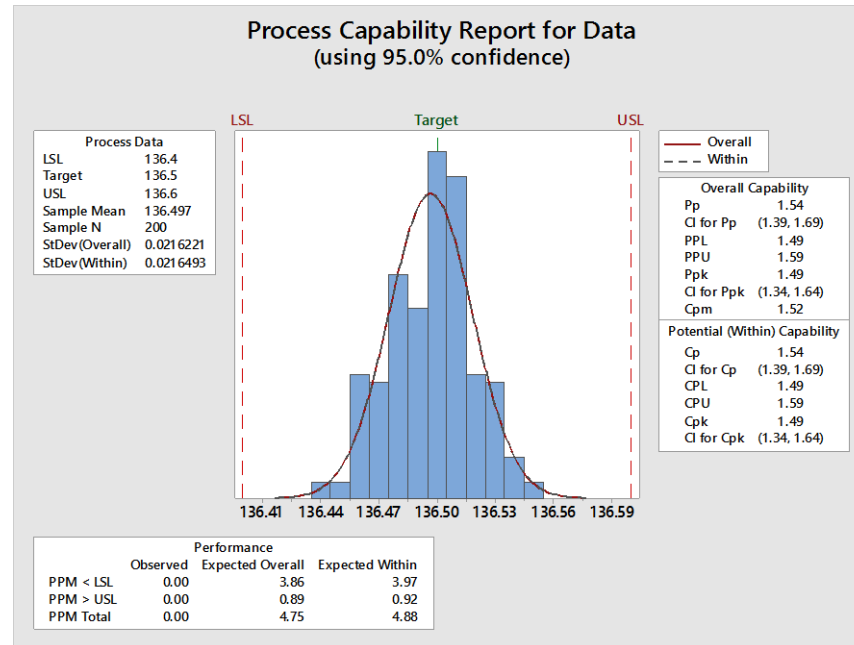 Process Capability Report for Data
(using 95.0% confidence)
LSL Target USL
Process Data
LSL 136.4
Target 136.5
USL 136.6
Sample Mean 136.497
Sample N 200
StDev(Overall) 0.0216221
StDev(Within) 0.0216493
Overall
Within
Overall Capability
Pp 1.54
CI for Pp (1.39, 1.69)
PPL 1.49
PPU 1.59
Ppk 1.49
CI for Ppk (1.34, 1.64)
Cpm 1.52
Potential (Within) Capability
Cp 1.54
CI for Cp (1.39, 1.69)
CPL 1.49
CPU 1.59
Cpk 1.49
CI for Cpk (1.34, 1.64)
136.41 136.44 136.47 136.50 136.53 136.56 136.59
Performance
Observed Expected Overall Expected Within
PPM < LSL 0.00 3.86 3.97
PPM > USL 0.00 0.89 0.92
PPM Total 0.00 4.75 4.88